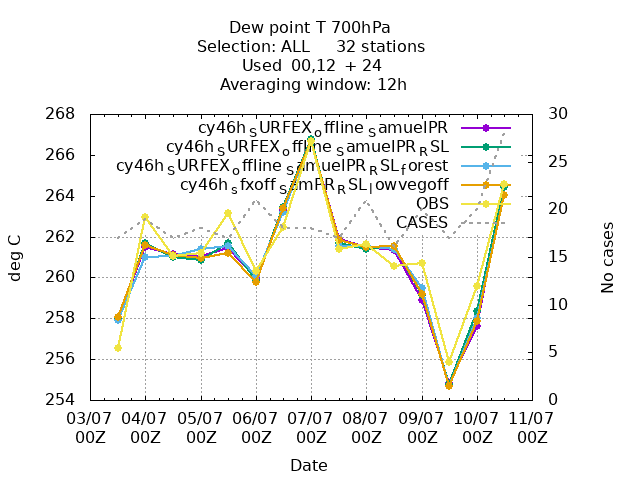 Dew point T 700hPa
Selection: ALL 32 stations
Used 00,12 + 24
Averaging window: 12h
268
266
264
262
260
258
256
254
deg C
30
25
20
15
10
5
0
No cases
cy46h_SURFEX_offline_SamuelPR
cy46h_SURFEX_offline_SamuelPR_RSL
cy46h_SURFEX_offline_SamuelPR_RSL_forest
cy46h_sfxoff_SamPR_RSL_lowvegoff
OBS
CASES
03/07 04/07 05/07 06/07 07/07 08/07 09/07 10/07 11/07
00Z 00Z 00Z 00Z 00Z 00Z 00Z 00Z 00Z
Date